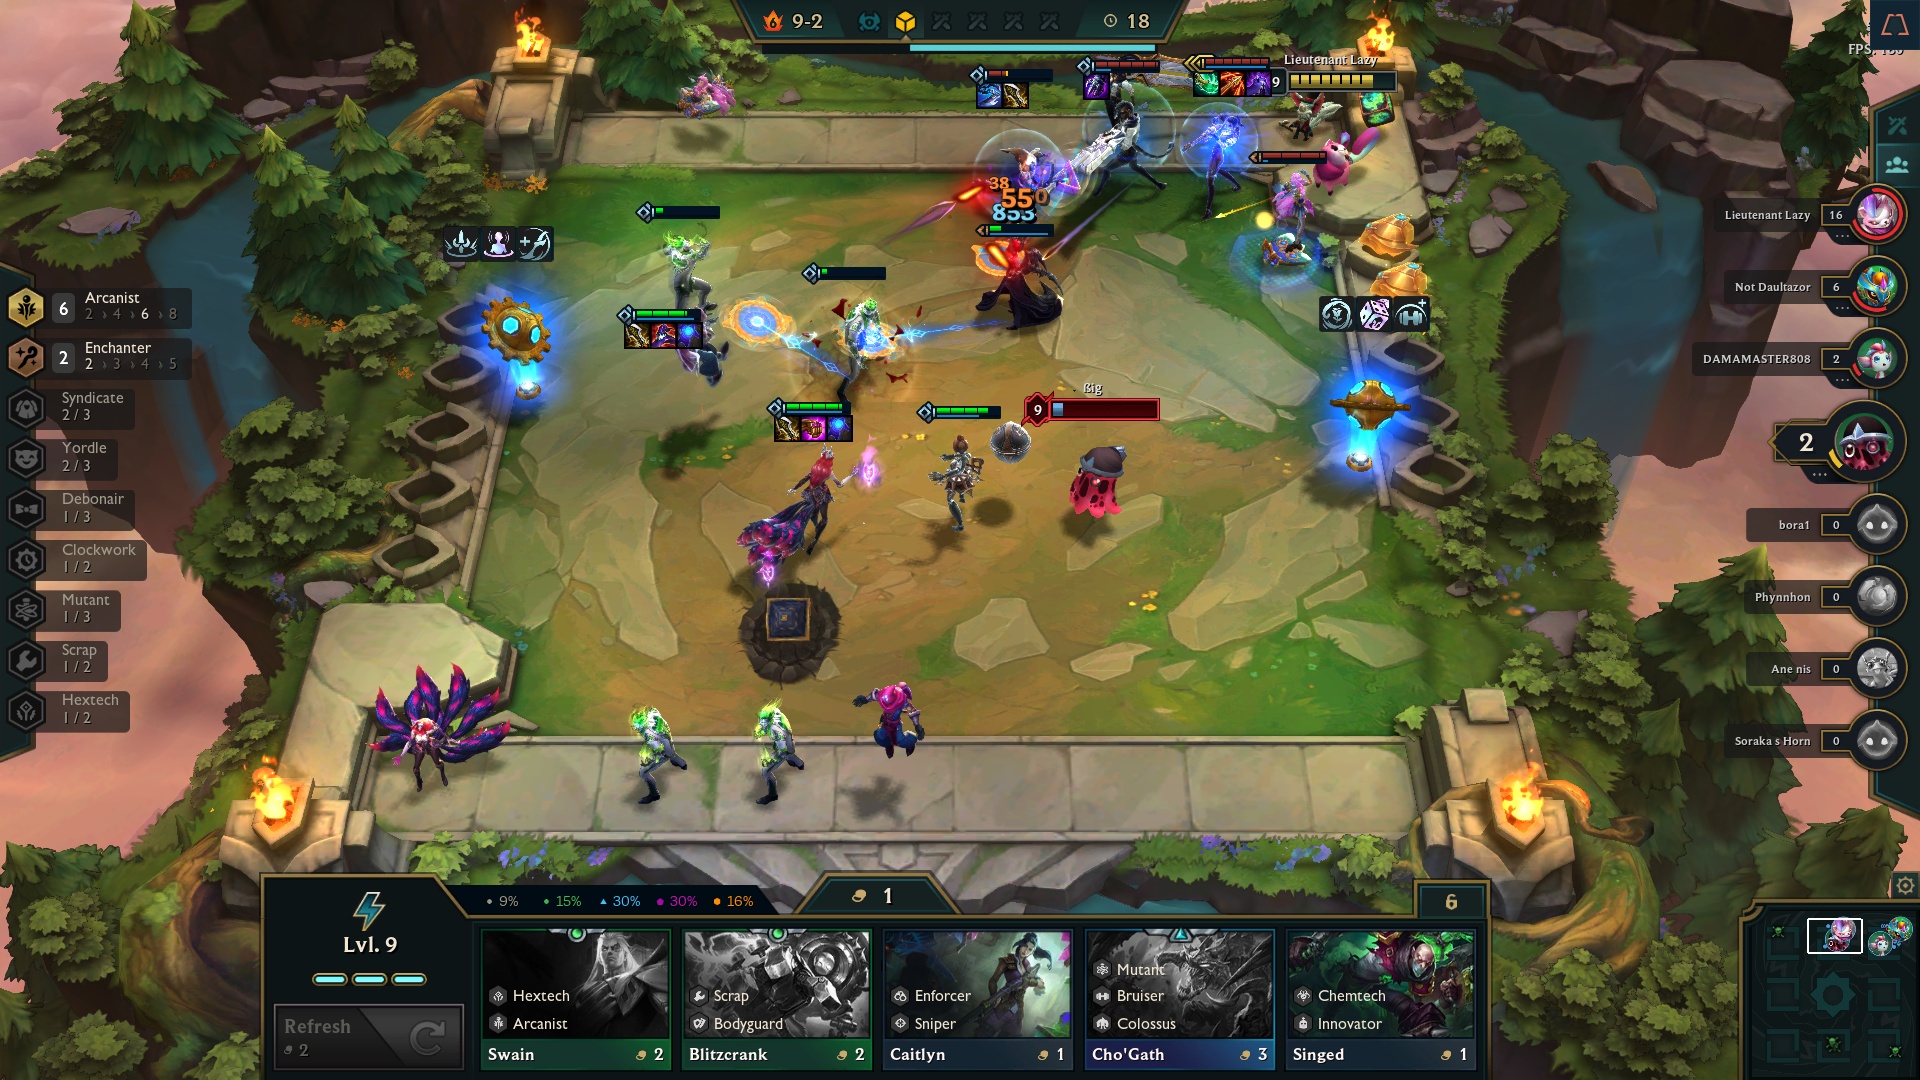 9-2
18
FPS:
Lieutenant Lazy
9
38
550
853
Arcanist
6
2 › 4 › 6 › 8
Enchanter
2
2 › 3 › 4 › 5
Syndicate
2 / 3
Yordle
2 / 3
Debonair
1 / 3
Clockwork
1 / 2
Mutant
1 / 3
Scrap
1 / 2
Hextech
1 / 2
Big
9
Lieutenant Lazy
16
Not Daultazor
6
DAMAMASTER808
2
2
bora1
0
Phynnhon
0
Ane nis
0
Soraka s Horn
0
1
6
9%
15%
30%
30%
16%
Lvl. 9
Refresh
2
Hextech
Arcanist
Swain
2
Scrap
Bodyguard
Blitzcrank
2
Enforcer
Sniper
Caitlyn
1
Mutant
Bruiser
Colossus
Cho'Gath
3
Chemtech
Innovator
Singed
1